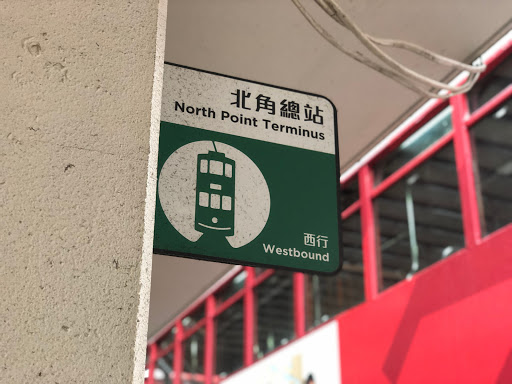 北角總站
North Point Terminus
西行
Westbound